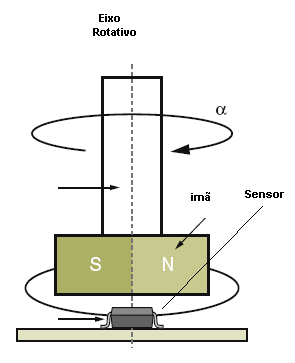 Eixo
Rotativo
α
imã
Sensor
S
N